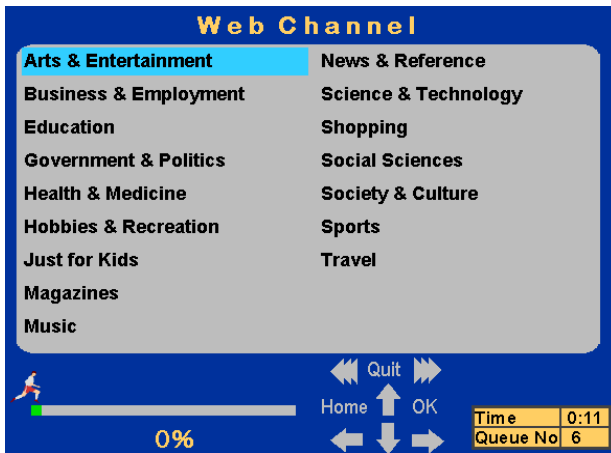 Web Channel
Arts & Entertainment
Business & Employment
Education
Government & Politics
Health & Medicine
Hobbies & Recreation
Just for Kids
Magazines
Music
News & Reference
Science & Technology
Shopping
Social Sciences
Society & Culture
Sports
Travel
Quit
Home OK
0%
Time 0:11
Queue No 6